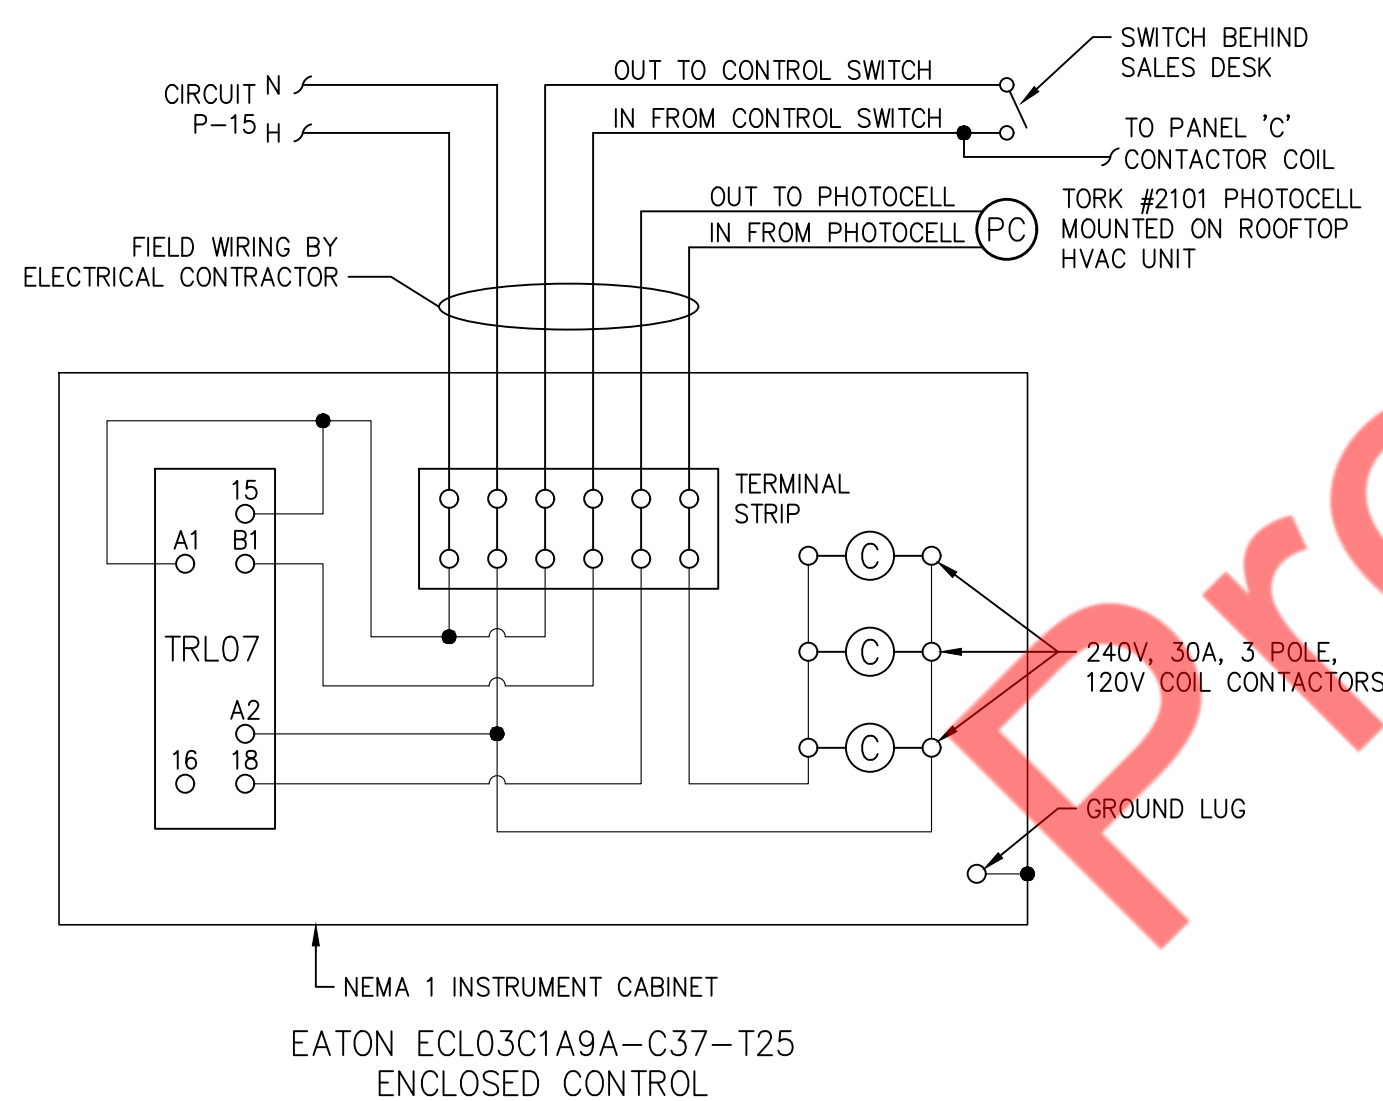 SWITCH BEHIND
SALES DESK
OUT TO CONTROL SWITCH
CIRCUIT N
P-15 H
IN FROM CONTROL SWITCH
TO PANEL 'C'
CONTACTOR COIL
OUT TO PHOTOCELL
IN FROM PHOTOCELL
PC
TORK #2101 PHOTOCELL
MOUNTED ON ROOFTOP
HVAC UNIT
FIELD WIRING BY
ELECTRICAL CONTRACTOR
TERMINAL
STRIP
15
A1 B1
TRL07
A2
16 18
C
C
C
240V, 30A, 3 POLE,
120V COIL CONTACTORS
GROUND LUG
NEMA 1 INSTRUMENT CABINET
EATON ECL03C1A9A-C37-T25
ENCLOSED CONTROL